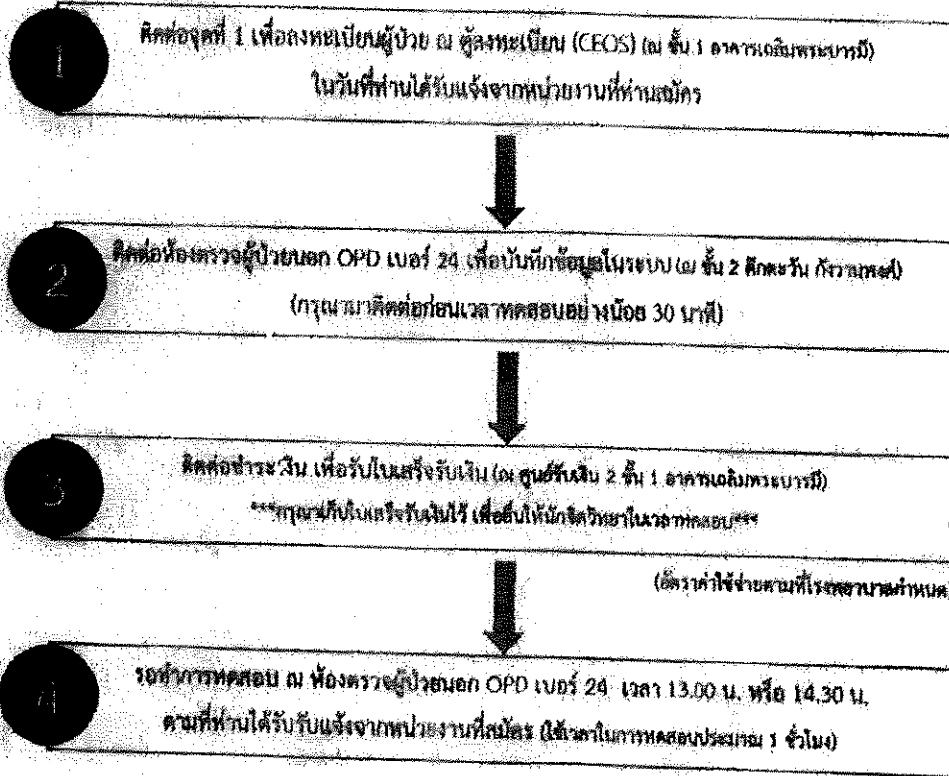 1
ติดต่อจุดที่ 1 เพื่อลงทะเบียนผู้ป่วย ณ ตู้ลงทะเบียน (CEOS) (ณ ชั้น 1 อาคารเฉลิมพระบารมี)
ในวันที่ท่านได้รับแจ้งจากหน่วยงานที่ท่านสมัคร
2
ติดต่อห้องตรวจผู้ป่วยนอก OPD เบอร์ 24 เพื่อบันทึกข้อมูลในระบบ (ณ ชั้น 2 ตึกตะวัน กังวานพงศ์)
(กรุณามาติดต่อก่อนเวลาทดสอบอย่างน้อย 30 นาที)
3
ติดต่อชำระเงิน เพื่อรับใบเสร็จรับเงิน (ณ ศูนย์รับเงิน 2 ชั้น 1 อาคารเฉลิมพระบารมี)
***กรุณาเก็บใบเสร็จรับเงินไว้ เพื่อยื่นให้นักจิตวิทยาในเวลาทดสอบ***
(อัตราค่าใช้จ่ายตามที่โรงพยาบาลกำหนด
4
รอทำการทดสอบ ณ ห้องตรวจผู้ป่วยนอก OPD เบอร์ 24 เวลา 13.00 น. หรือ 14.30 น.
ตามที่ท่านได้รับรับแจ้งจากหน่วยงานที่สมัคร (ใช้เวลาในการทดสอบประมาณ 1 ชั่วโมง)